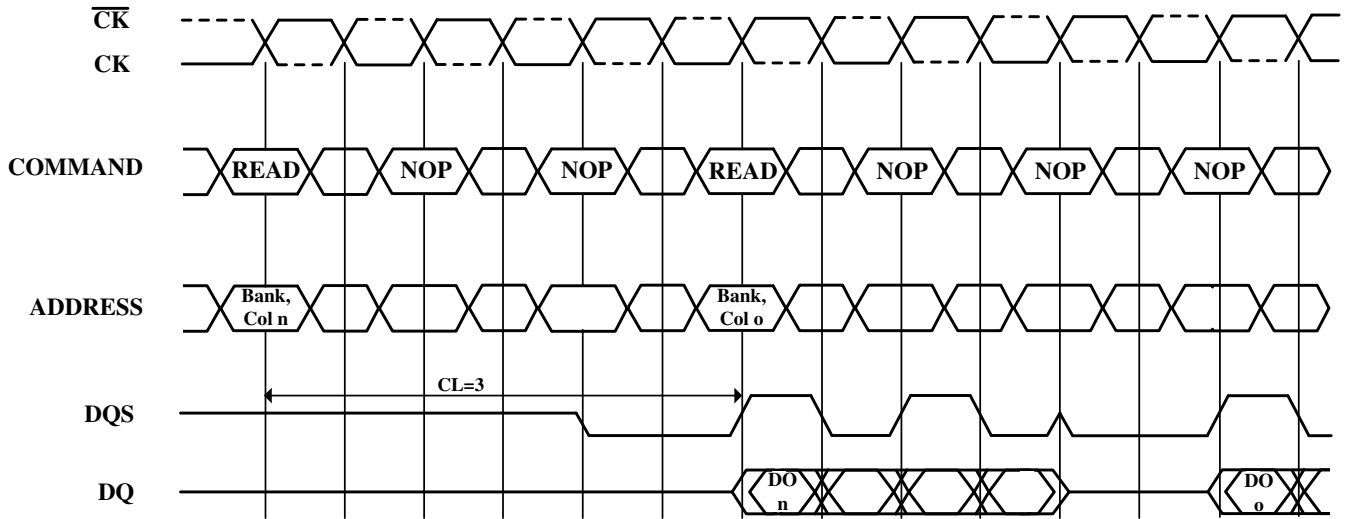 CK
CK
COMMAND
READ NOP NOP READ NOP NOP NOP
ADDRESS
Bank,
Col n
Bank,
Col o
CL=3
DQS
DQ
DO
n
DO
o